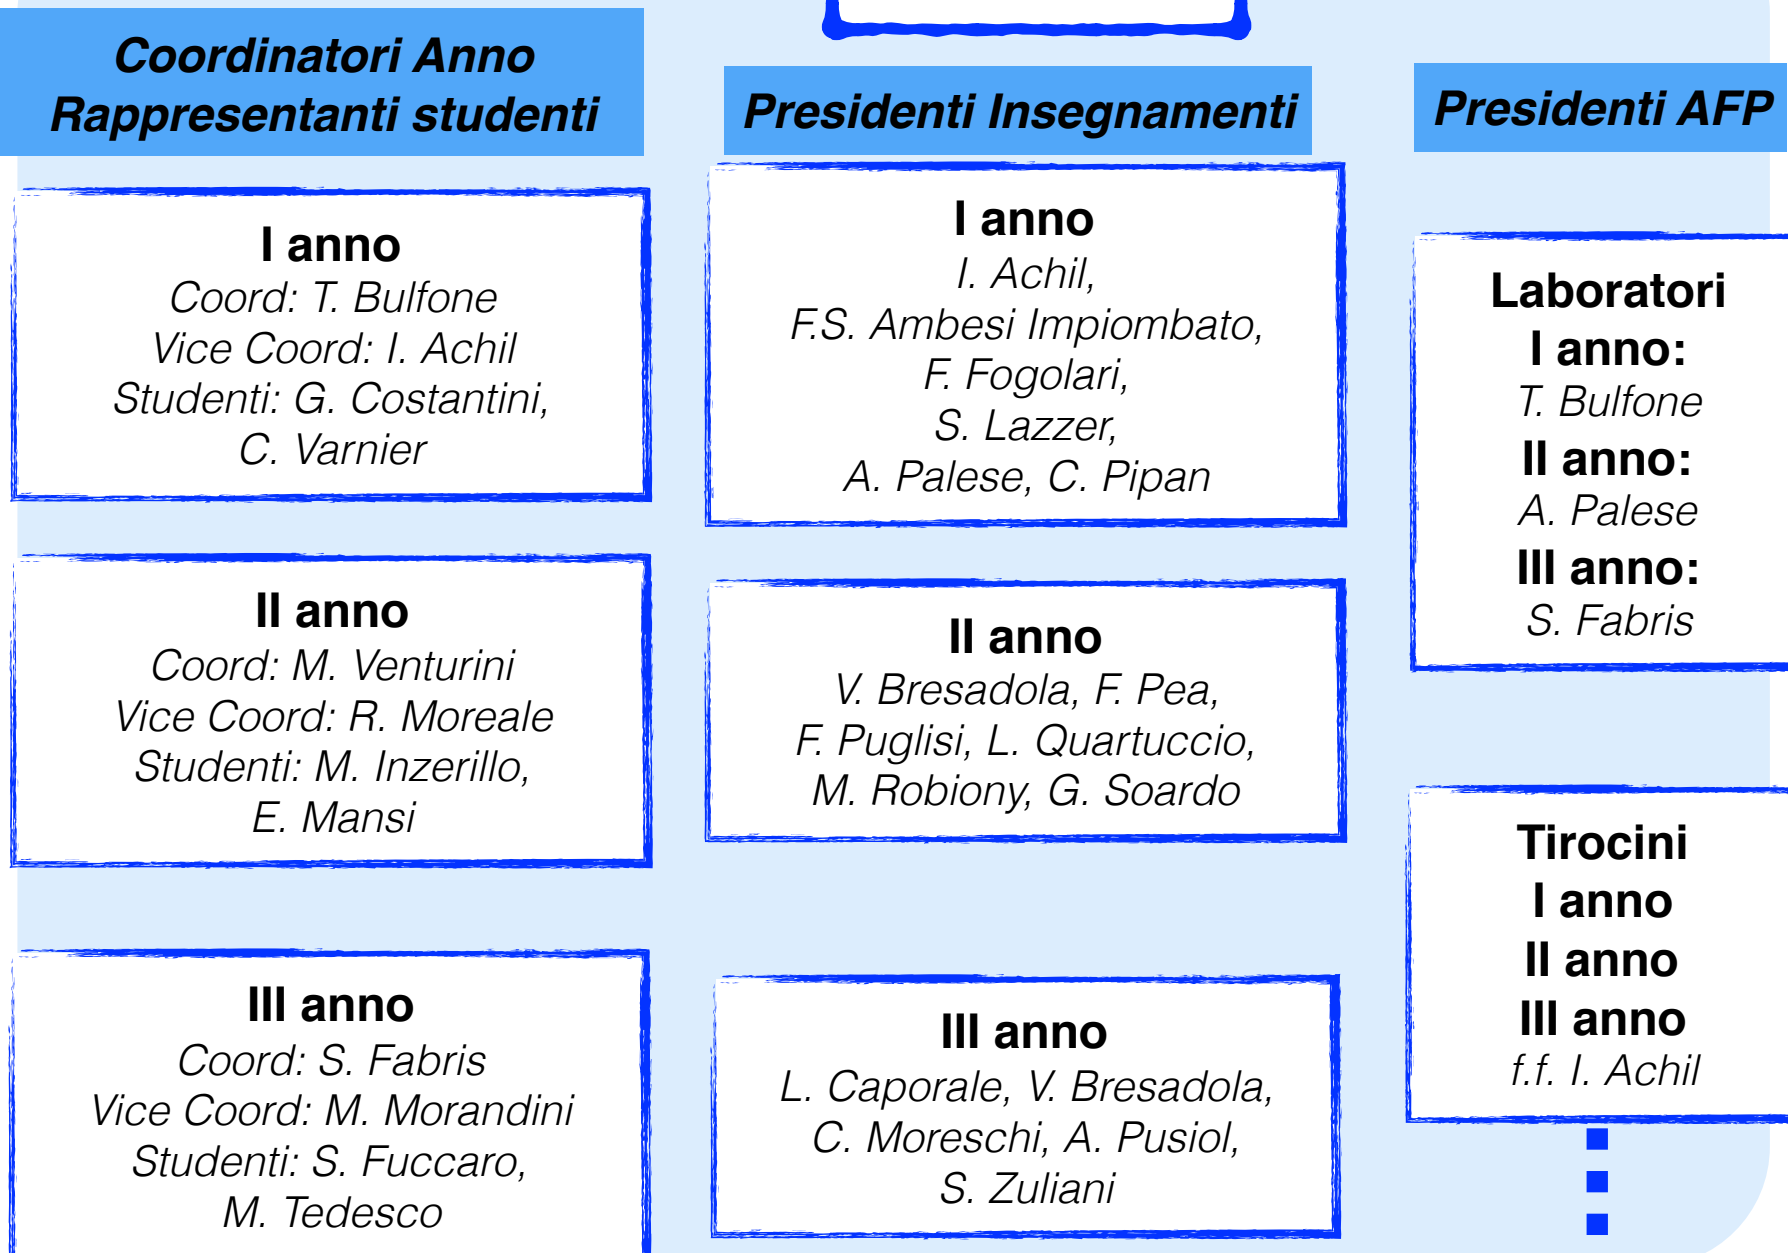 Coordinatori Anno
Rappresentanti studenti
I anno
Coord: T. Bulfone
Vice Coord: I. Achil
Studenti: G. Costantini,
C. Varnier
II anno
Coord: M. Venturini
Vice Coord: R. Moreale
Studenti: M. Inzerillo,
E. Mansi
III anno
Coord: S. Fabris
Vice Coord: M. Morandini
Studenti: S. Fuccaro,
M. Tedesco
Presidenti Insegnamenti
I anno
I. Achil,
F.S. Ambesi Impiombato,
F. Fogolari,
S. Lazzer,
A. Palese, C. Pipan
II anno
V. Bresadola, F. Pea,
F. Puglisi, L. Quartuccio,
M. Robiony, G. Soardo
III anno
L. Caporale, V. Bresadola,
C. Moreschi, A. Pusiol,
S. Zuliani
Presidenti AFP
Laboratori
I anno:
T. Bulfone
II anno:
A. Palese
III anno:
S. Fabris
Tirocini
I anno
II anno
III anno
f.f. I. Achil